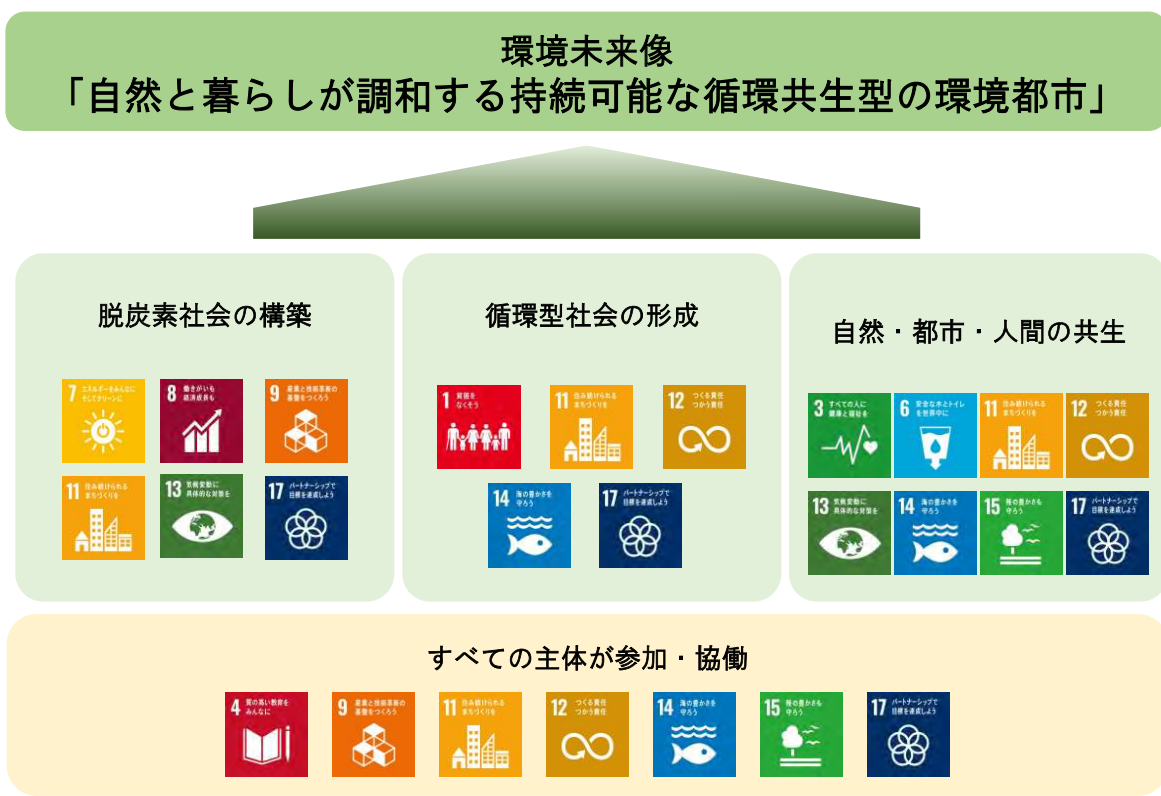 環境未来像
「自然と暮らしが調和する持続可能な循環共生型の環境都市」
脱炭素社会の構築
7 エネルギーをみんなに
そしてクリーンに
8 働きがいも
経済成長も
9 産業と技術革新の
基盤をつくろう
11 住み続けられる
まちづくりを
13 気候変動に
具体的な対策を
17 パートナーシップで
目標を達成しよう
循環型社会の形成
1 貧困を
なくそう
11 住み続けられる
まちづくりを
12 つくる責任
つかう責任
14 海の豊かさを
守ろう
17 パートナーシップで
目標を達成しよう
自然・都市・人間の共生
3 すべての人に
健康と福祉を
6 安全な水とトイレ
を世界中に
11 住み続けられる
まちづくりを
12 つくる責任
つかう責任
13 気候変動に
具体的な対策を
14 海の豊かさを
守ろう
15 陸の豊かさも
守ろう
17 パートナーシップで
目標を達成しよう
すべての主体が参加・協働
4 質の高い教育を
みんなに
9 産業と技術革新の
基盤をつくろう
11 住み続けられる
まちづくりを
12 つくる責任
つかう責任
14 海の豊かさを
守ろう
15 陸の豊かさも
守ろう
17 パートナーシップで
目標を達成しよう